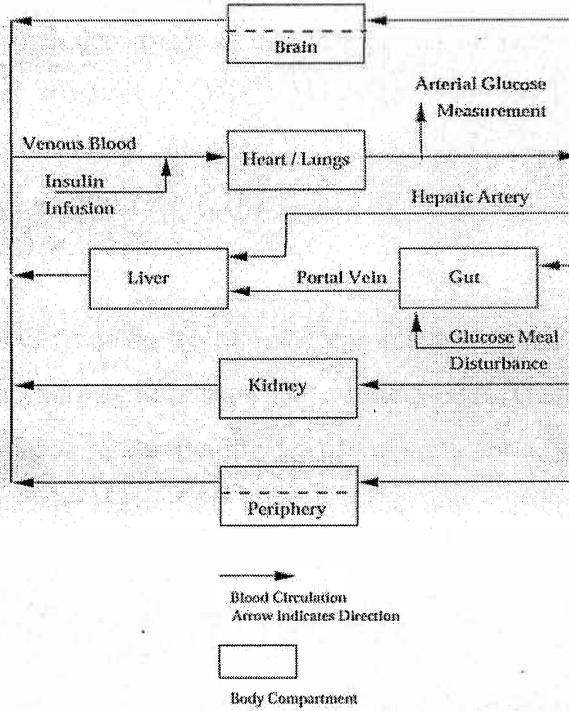 Brain
Arterial Glucose
Measurement
Venous Blood
Heart / Lungs
Insulin
Infusion
Hepatic Artery
Liver
Portal Vein
Gut
Glucose Meal
Disturbance
Kidney
Periphery
Blood Circulation
Arrow Indicates Direction
Body Compartment